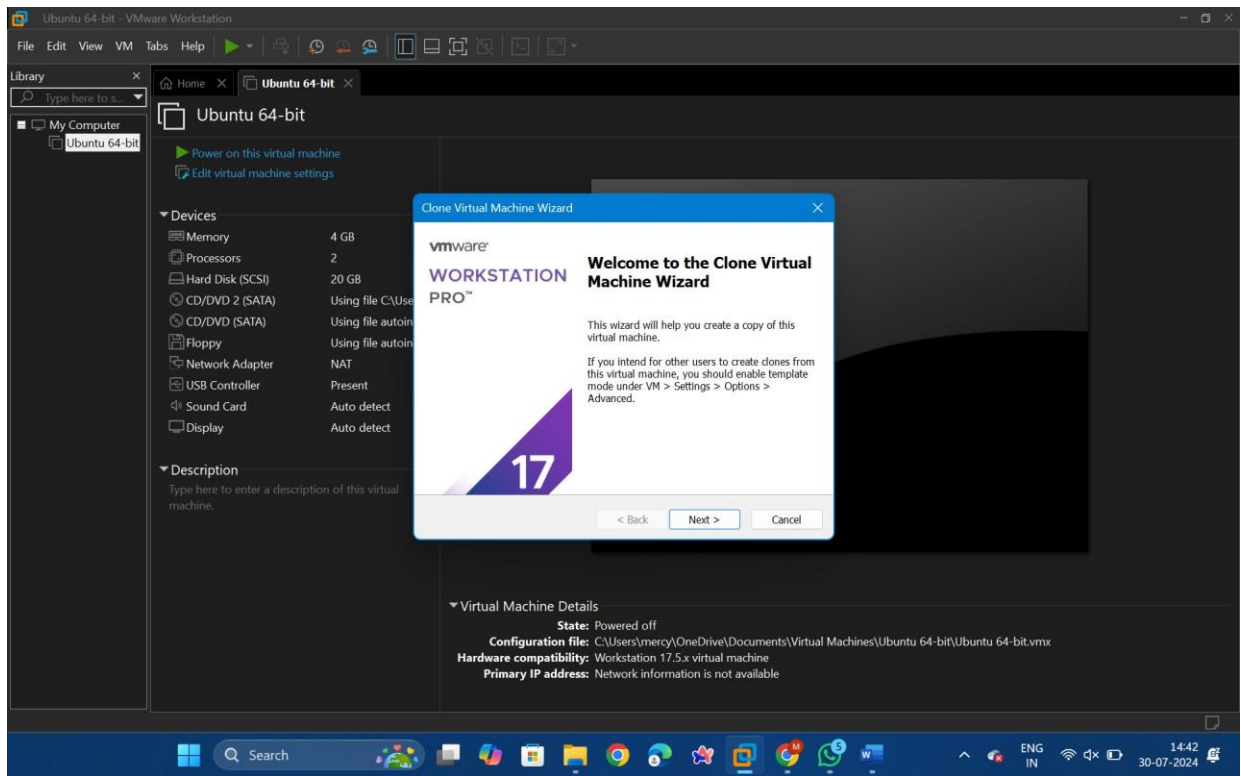 Ubuntu 64-bit - VMware Workstation
File Edit View VM Tabs Help
Library
Type here to s...
My Computer
Ubuntu 64-bit
Home
Ubuntu 64-bit
Ubuntu 64-bit
Power on this virtual machine
Edit virtual machine settings
Devices
Memory 4 GB
Processors 2
Hard Disk (SCSI) 20 GB
CD/DVD 2 (SATA) Using file C:\Use
CD/DVD (SATA) Using file autoin
Floppy Using file autoin
Network Adapter NAT
USB Controller Present
Sound Card Auto detect
Display Auto detect
Description
Type here to enter a description of this virtual
machine.
Clone Virtual Machine Wizard
vmware
WORKSTATION
PRO™
17
Welcome to the Clone Virtual
Machine Wizard
This wizard will help you create a copy of this
virtual machine.
If you intend for other users to create clones from
this virtual machine, you should enable template
mode under VM > Settings > Options >
Advanced.
< Back Next > Cancel
Virtual Machine Details
State: Powered off
Configuration file: C:\Users\mercy\OneDrive\Documents\Virtual Machines\Ubuntu 64-bit\Ubuntu 64-bit.vmx
Hardware compatibility: Workstation 17.5.x virtual machine
Primary IP address: Network information is not available
Search
ENG
IN
14:42
30-07-2024